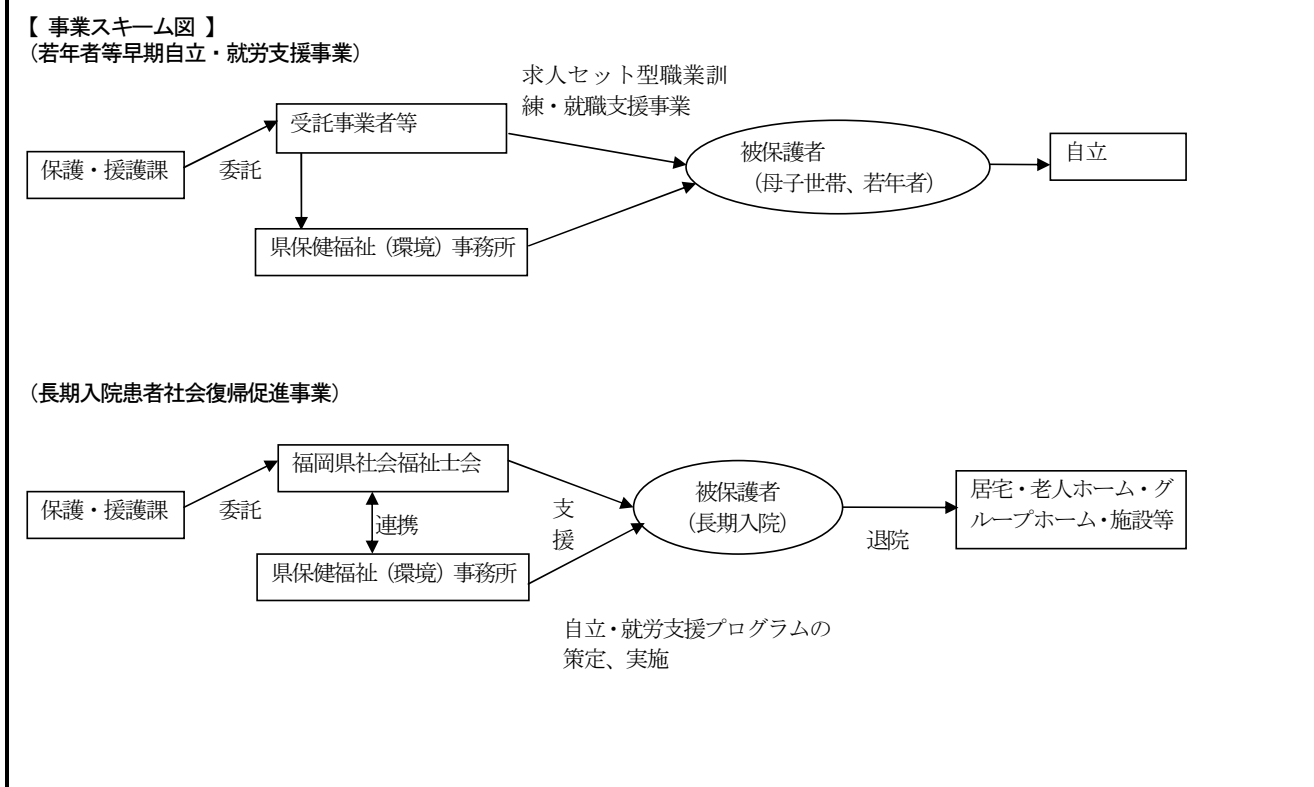 【 事業スキーム図 】
（若年者等早期自立・就労支援事業）
求人セット型職業訓
練・就職支援事業
受託事業者等
保護・援護課
委託
被保護者
（母子世帯、若年者）
自立
県保健福祉（環境）事務所
（長期入院患者社会復帰促進事業）
福岡県社会福祉士会
保護・援護課
委託
連携
支
援
被保護者
（長期入院）
退院
居宅・老人ホーム・グ
ループホーム・施設等
県保健福祉（環境）事務所
自立・就労支援プログラムの
策定、実施